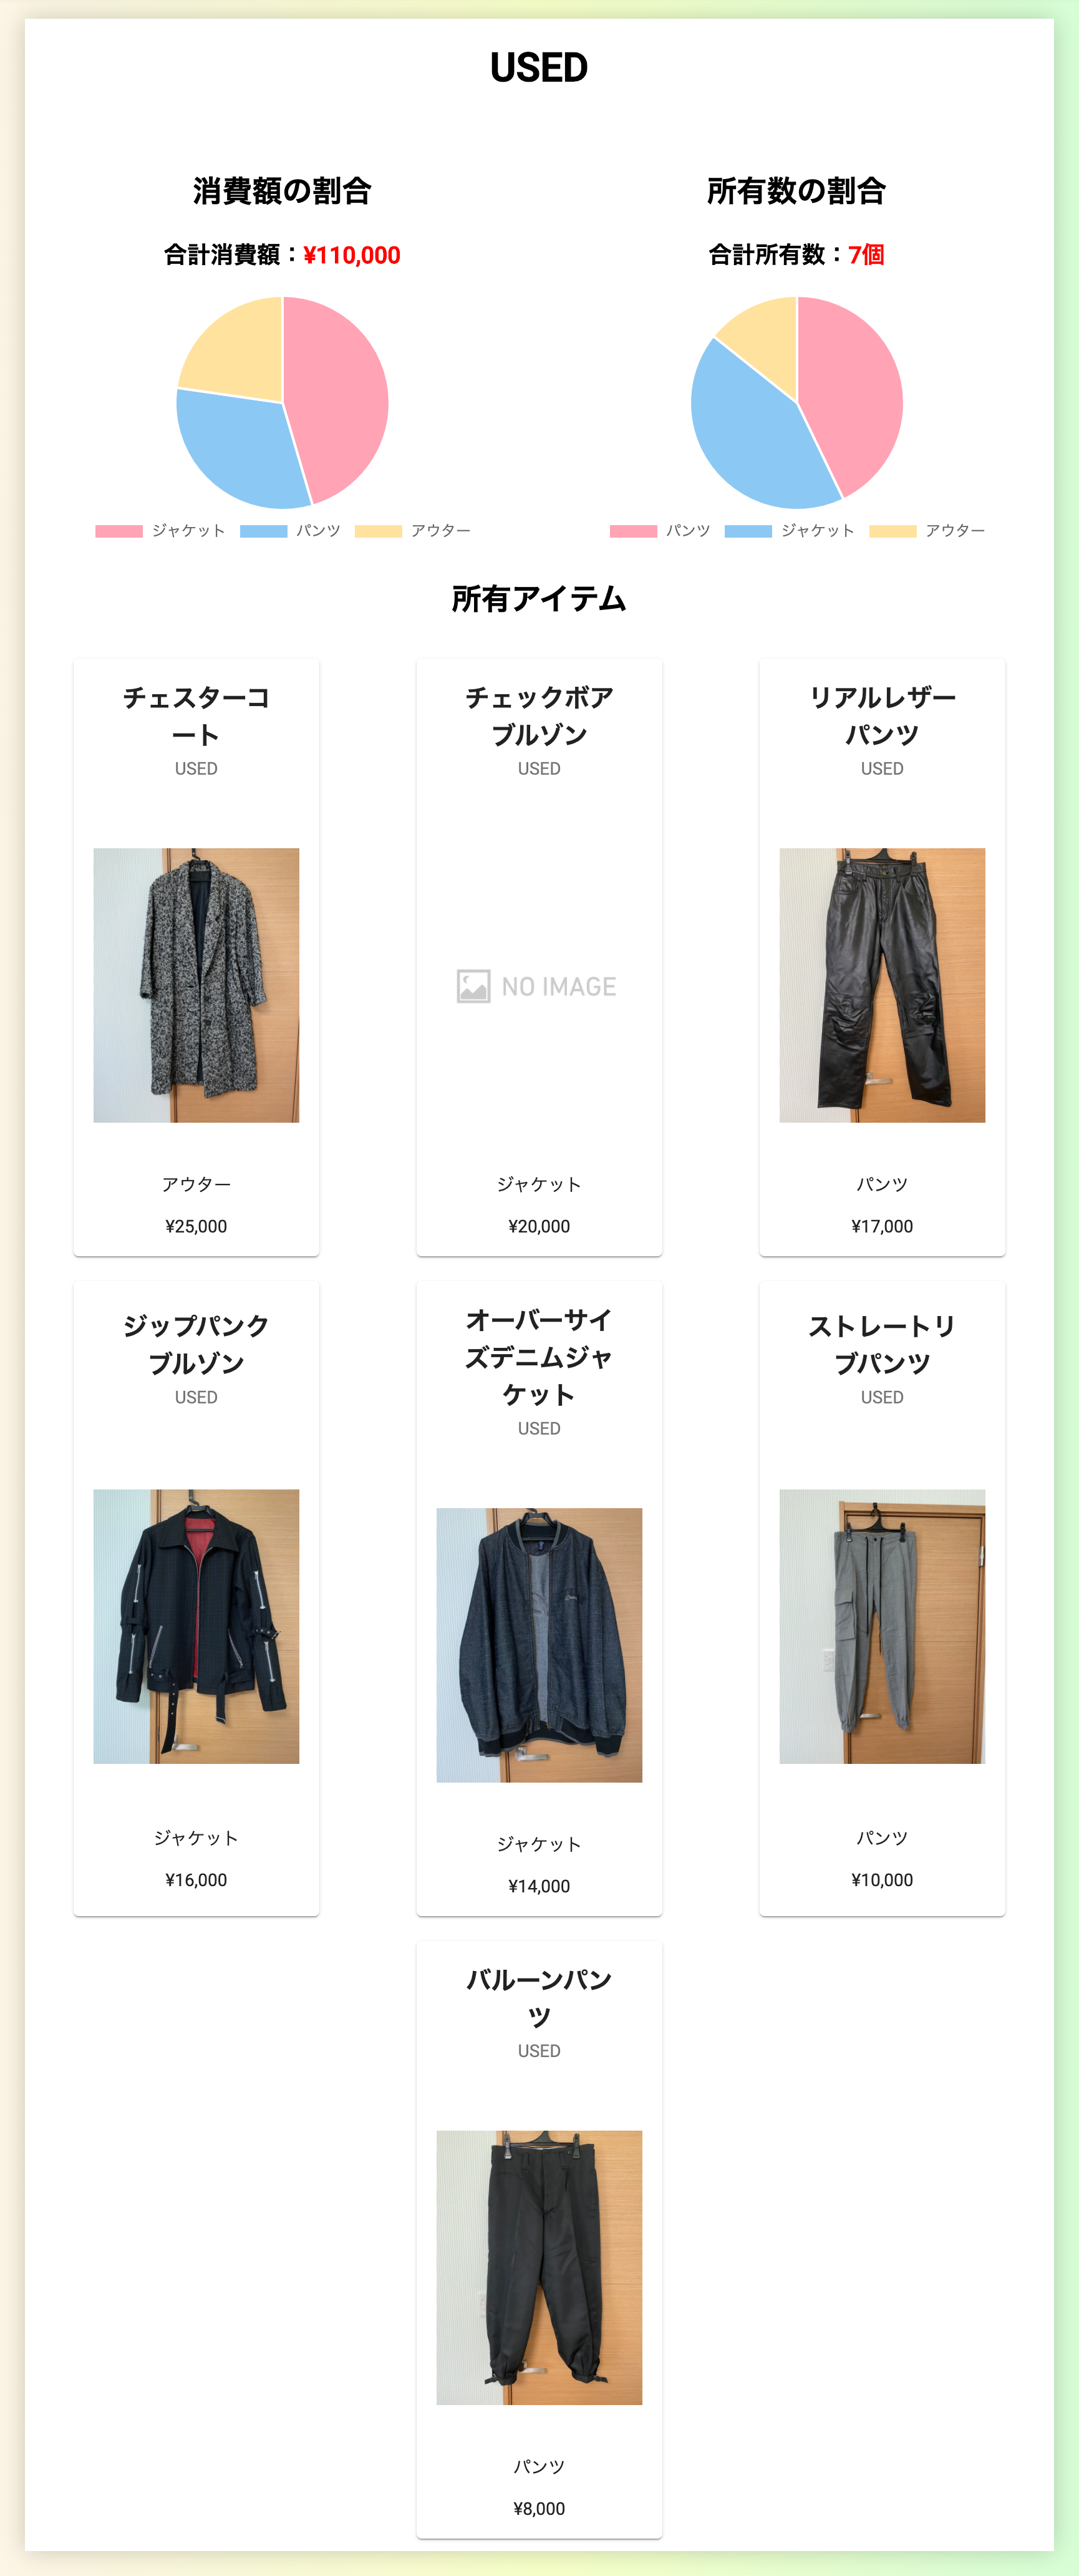 USED
消費額の割合
合計消費額：¥110,000
ジャケット パンツ アウター
所有数の割合
合計所有数：7個
パンツ ジャケット アウター
所有アイテム
チェスターコ
ート
USED
アウター
¥25,000
チェックボア
ブルゾン
USED
NO IMAGE
ジャケット
¥20,000
リアルレザー
パンツ
USED
パンツ
¥17,000
ジップパンク
ブルゾン
USED
ジャケット
¥16,000
オーバーサイ
ズデニムジャ
ケット
USED
ジャケット
¥14,000
ストレートリ
ブパンツ
USED
パンツ
¥10,000
バルーンパン
ツ
USED
パンツ
¥8,000